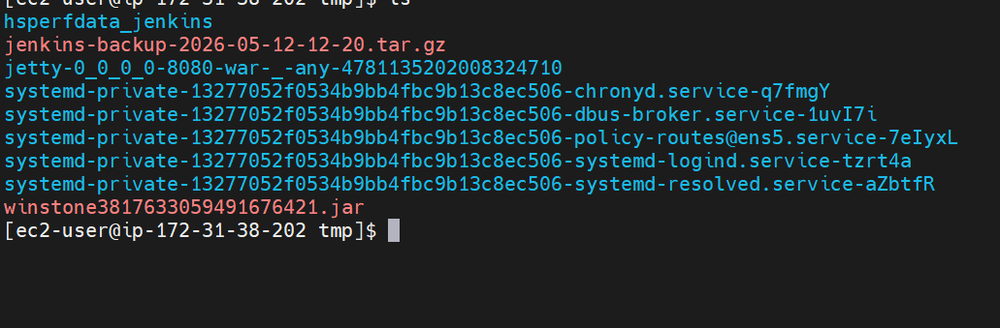 [ec2-user@ip-172-31-38-202 tmp]$ ls
hsperfdata_jenkins
jenkins-backup-2026-05-12-12-20.tar.gz
jetty-0_0_0_0-8080-war-_-any-4781135202008324710
systemd-private-13277052f0534b9bb4fbc9b13c8ec506-chronyd.service-q7fmgY
systemd-private-13277052f0534b9bb4fbc9b13c8ec506-dbus-broker.service-1uvI7i
systemd-private-13277052f0534b9bb4fbc9b13c8ec506-policy-routes@ens5.service-7eIyxL
systemd-private-13277052f0534b9bb4fbc9b13c8ec506-systemd-logind.service-tzrt4a
systemd-private-13277052f0534b9bb4fbc9b13c8ec506-systemd-resolved.service-aZbtfR
winstone3817633059491676421.jar
[ec2-user@ip-172-31-38-202 tmp]$